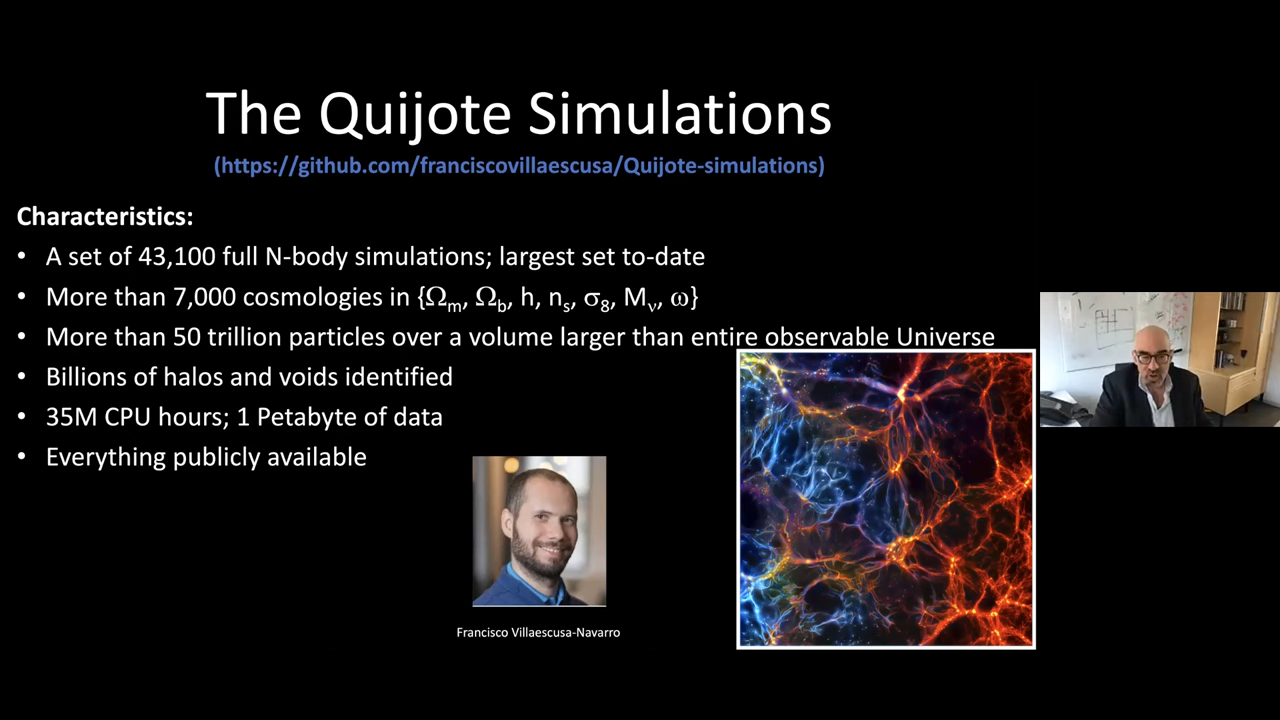 The Quijote Simulations
(https://github.com/franciscovillaescusa/Quijote-simulations)
Characteristics:
• A set of 43,100 full N-body simulations; largest set to-date
• More than 7,000 cosmologies in {Ωm, Ωb, h, ns, σ8, Mν, ω}
• More than 50 trillion particles over a volume larger than entire observable Universe
• Billions of halos and voids identified
• 35M CPU hours; 1 Petabyte of data
• Everything publicly available
Francisco Villaescusa-Navarro